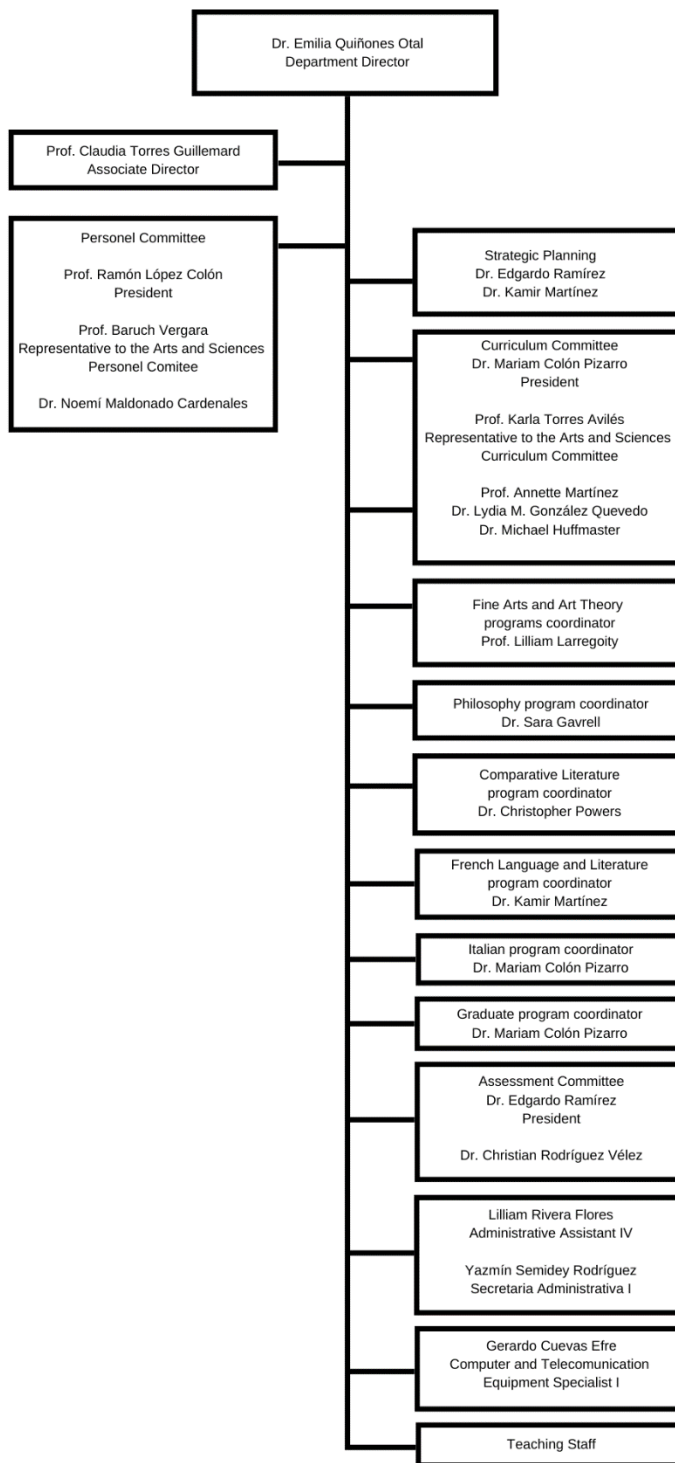 Dr. Emilia Quiñones Otal
Department Director
Prof. Claudia Torres Guillemard
Associate Director
Personel Committee
Prof. Ramón López Colón
President
Prof. Baruch Vergara
Representative to the Arts and Sciences
Personel Comitee
Dr. Noemí Maldonado Cardenales
Strategic Planning
Dr. Edgardo Ramírez
Dr. Kamir Martínez
Curriculum Committee
Dr. Mariam Colón Pizarro
President
Prof. Karla Torres Avilés
Representative to the Arts and Sciences
Curriculum Committee
Prof. Annette Martínez
Dr. Lydia M. González Quevedo
Dr. Michael Huffmaster
Fine Arts and Art Theory
programs coordinator
Prof. Lilliam Larregoity
Philosophy program coordinator
Dr. Sara Gavrell
Comparative Literature
program coordinator
Dr. Christopher Powers
French Language and Literature
program coordinator
Dr. Kamir Martínez
Italian program coordinator
Dr. Mariam Colón Pizarro
Graduate program coordinator
Dr. Mariam Colón Pizarro
Assessment Committee
Dr. Edgardo Ramírez
President
Dr. Christian Rodríguez Vélez
Lilliam Rivera Flores
Administrative Assistant IV
Yazmín Semidey Rodríguez
Secretaria Administrativa I
Gerardo Cuevas Efre
Computer and Telecomunication
Equipment Specialist I
Teaching Staff